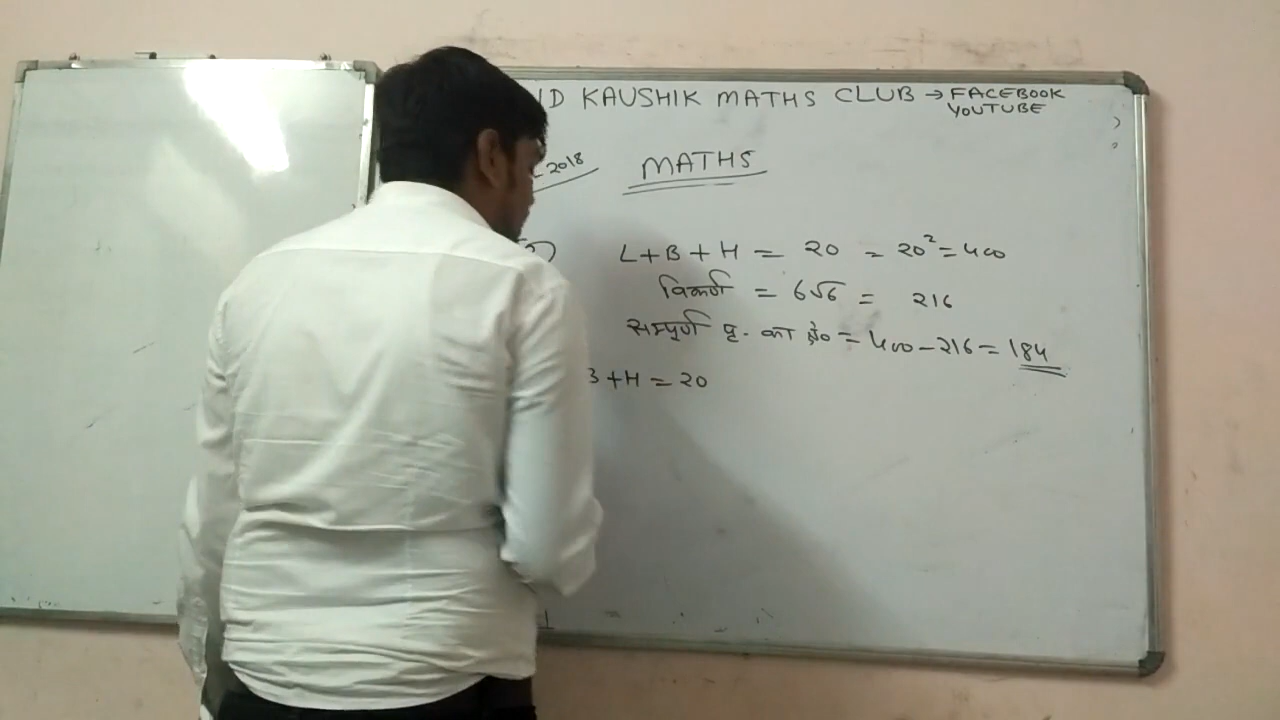 KAUSHIK MATHS CLUB → FACEBOOK
YOUTUBE
2018
MATHS
L+B+H = 20 = 20² = 400
विकर्ण = 6√6 = 216
सम्पूर्ण पृ. का क्षे० = 400-216 = 184
+H = 20